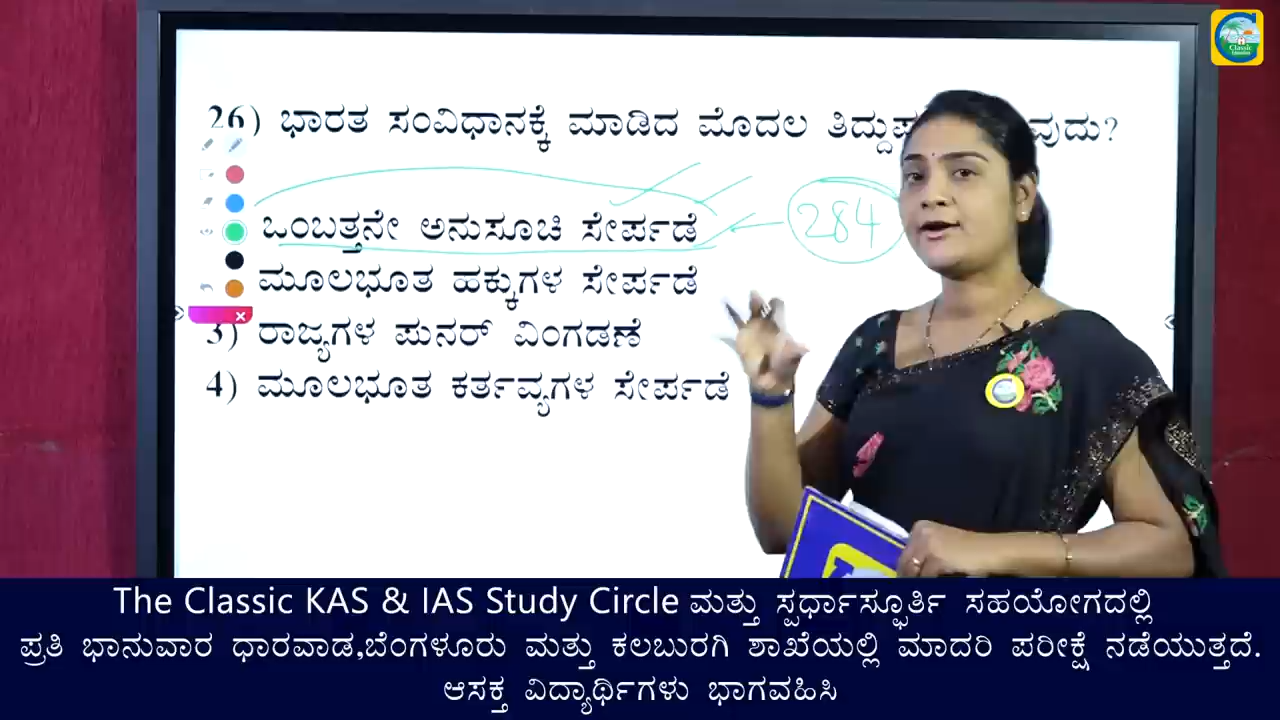 26) ಭಾರತ ಸಂವಿಧಾನಕ್ಕೆ ಮಾಡಿದ ಮೊದಲ
ಒಂಬತ್ತನೇ ಅನುಸೂಚಿ ಸೇರ್ಪಡೆ
284
ಮೂಲಭೂತ ಹಕ್ಕುಗಳ ಸೇರ್ಪಡೆ
3) ರಾಜ್ಯಗಳ ಪುನರ್ ವಿಂಗಡಣೆ
4) ಮೂಲಭೂತ ಕರ್ತವ್ಯಗಳ ಸೇರ್ಪಡೆ
Classic
The Classic KAS & IAS Study Circle ಮತ್ತು ಸ್ಪರ್ಧಾಸ್ಫೂರ್ತಿ ಸಹಯೋಗದಲ್ಲಿ
ಪ್ರತಿ ಭಾನುವಾರ ಧಾರವಾಡ,ಬೆಂಗಳೂರು ಮತ್ತು ಕಲಬುರಗಿ ಶಾಖೆಯಲ್ಲಿ ಮಾದರಿ ಪರೀಕ್ಷೆ ನಡೆಯುತ್ತದೆ.
ಆಸಕ್ತ ವಿದ್ಯಾರ್ಥಿಗಳು ಭಾಗವಹಿಸಿ